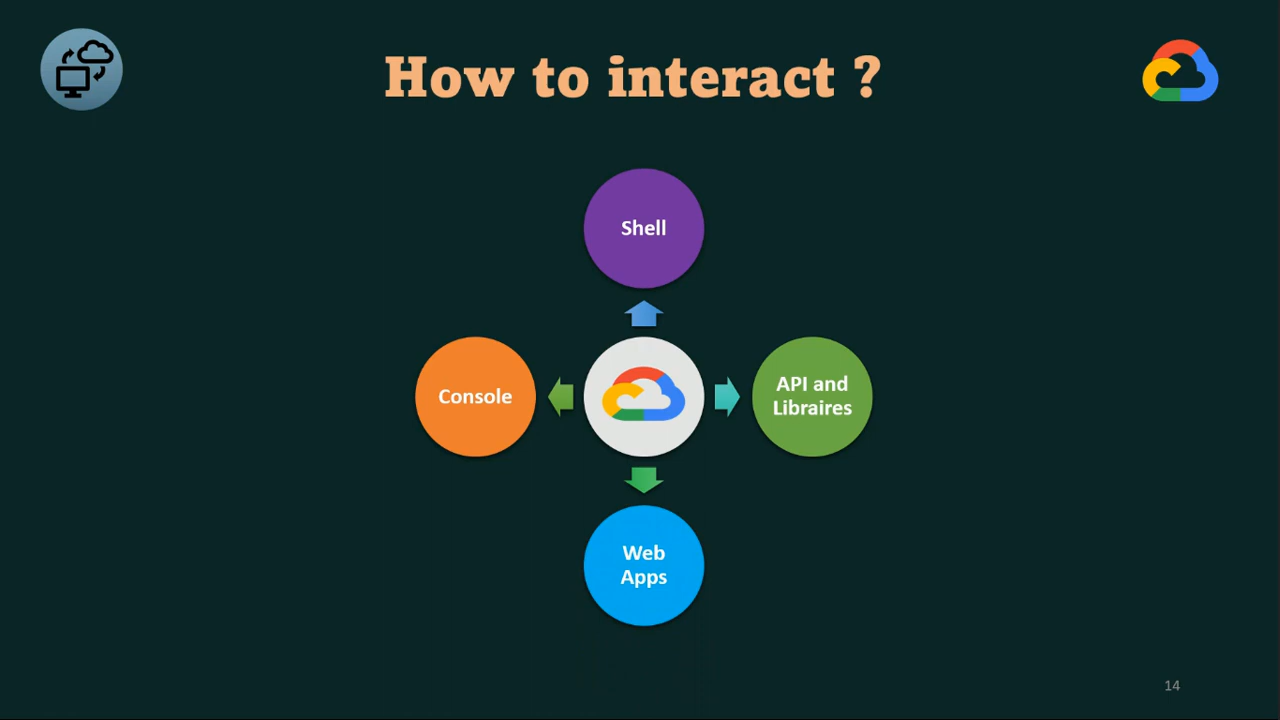 How to interact ?
Shell
Console
API and
Libraires
Web
Apps
14